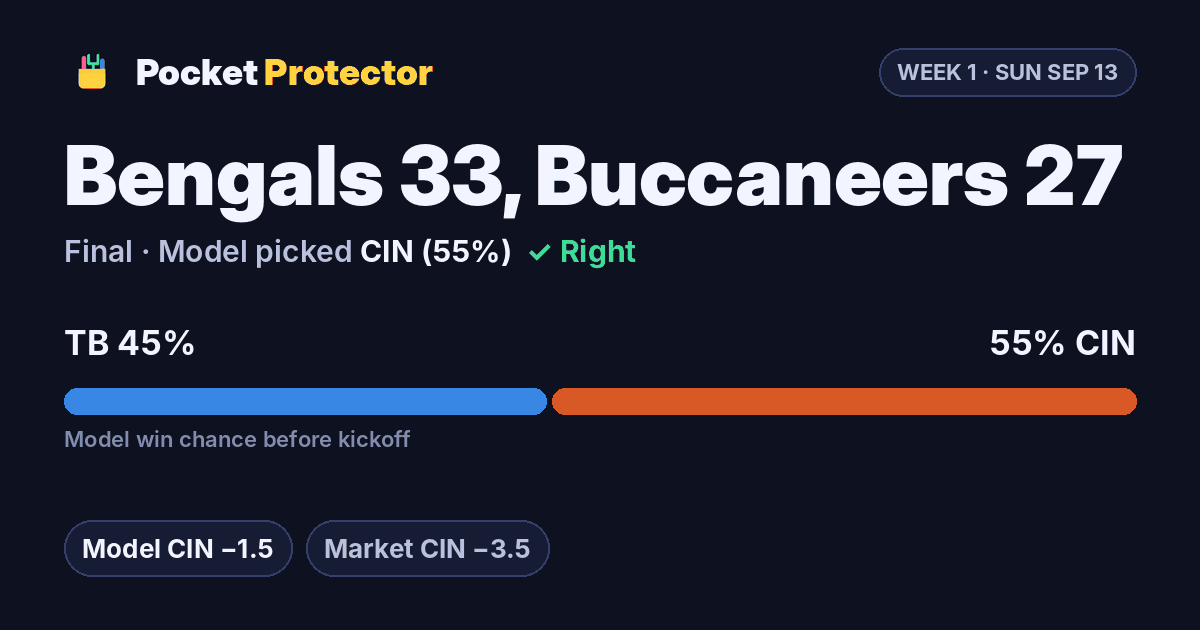 Pocket Protector
WEEK 1 · SUN SEP 13
Bengals 33, Buccaneers 27
Final · Model picked CIN (55%) ✓ Right
TB 45%
55% CIN
Model win chance before kickoff
Model CIN −1.5
Market CIN −3.5